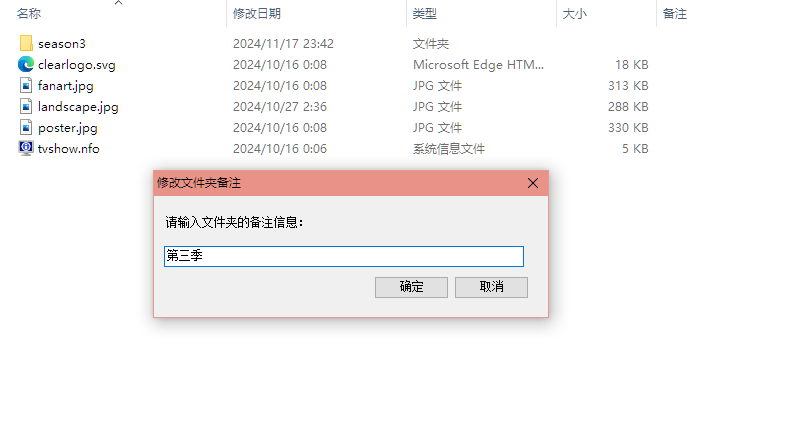 名称 修改日期 类型 大小 备注
season3 2024/11/17 23:42 文件夹
clearlogo.svg 2024/10/16 0:08 Microsoft Edge HTM... 18 KB
fanart.jpg 2024/10/16 0:08 JPG 文件 313 KB
landscape.jpg 2024/10/27 2:36 JPG 文件 288 KB
poster.jpg 2024/10/16 0:08 JPG 文件 330 KB
tvshow.nfo 2024/10/16 0:06 系统信息文件 5 KB
修改文件夹备注
请输入文件夹的备注信息：
第三季
确定 取消